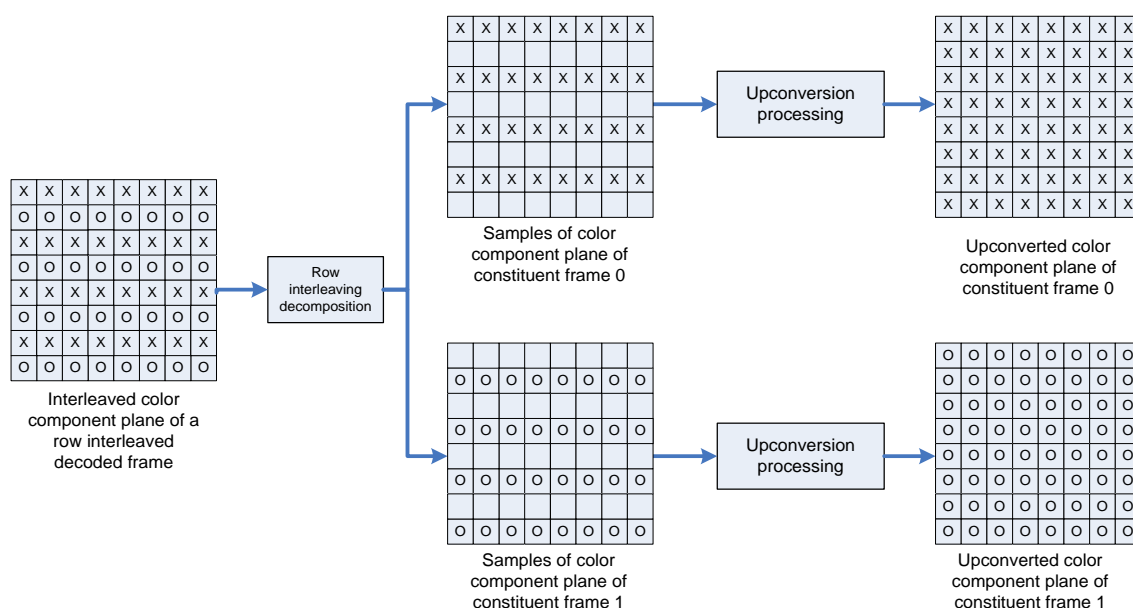 X X X X X X X X
X X X X X X X X
X X X X X X X X
X X X X X X X X
Samples of color
component plane of
constituent frame 0
Upconversion
processing
X X X X X X X X
X X X X X X X X
X X X X X X X X
X X X X X X X X
X X X X X X X X
X X X X X X X X
X X X X X X X X
X X X X X X X X
Upconverted color
component plane of
constituent frame 0
X X X X X X X X
O O O O O O O O
X X X X X X X X
O O O O O O O O
X X X X X X X X
O O O O O O O O
X X X X X X X X
O O O O O O O O
Interleaved color
component plane of a
row interleaved
decoded frame
Row
interleaving
decomposition
O O O O O O O O
O O O O O O O O
O O O O O O O O
O O O O O O O O
Samples of color
component plane of
constituent frame 1
Upconversion
processing
O O O O O O O O
O O O O O O O O
O O O O O O O O
O O O O O O O O
O O O O O O O O
O O O O O O O O
O O O O O O O O
O O O O O O O O
Upconverted color
component plane of
constituent frame 1